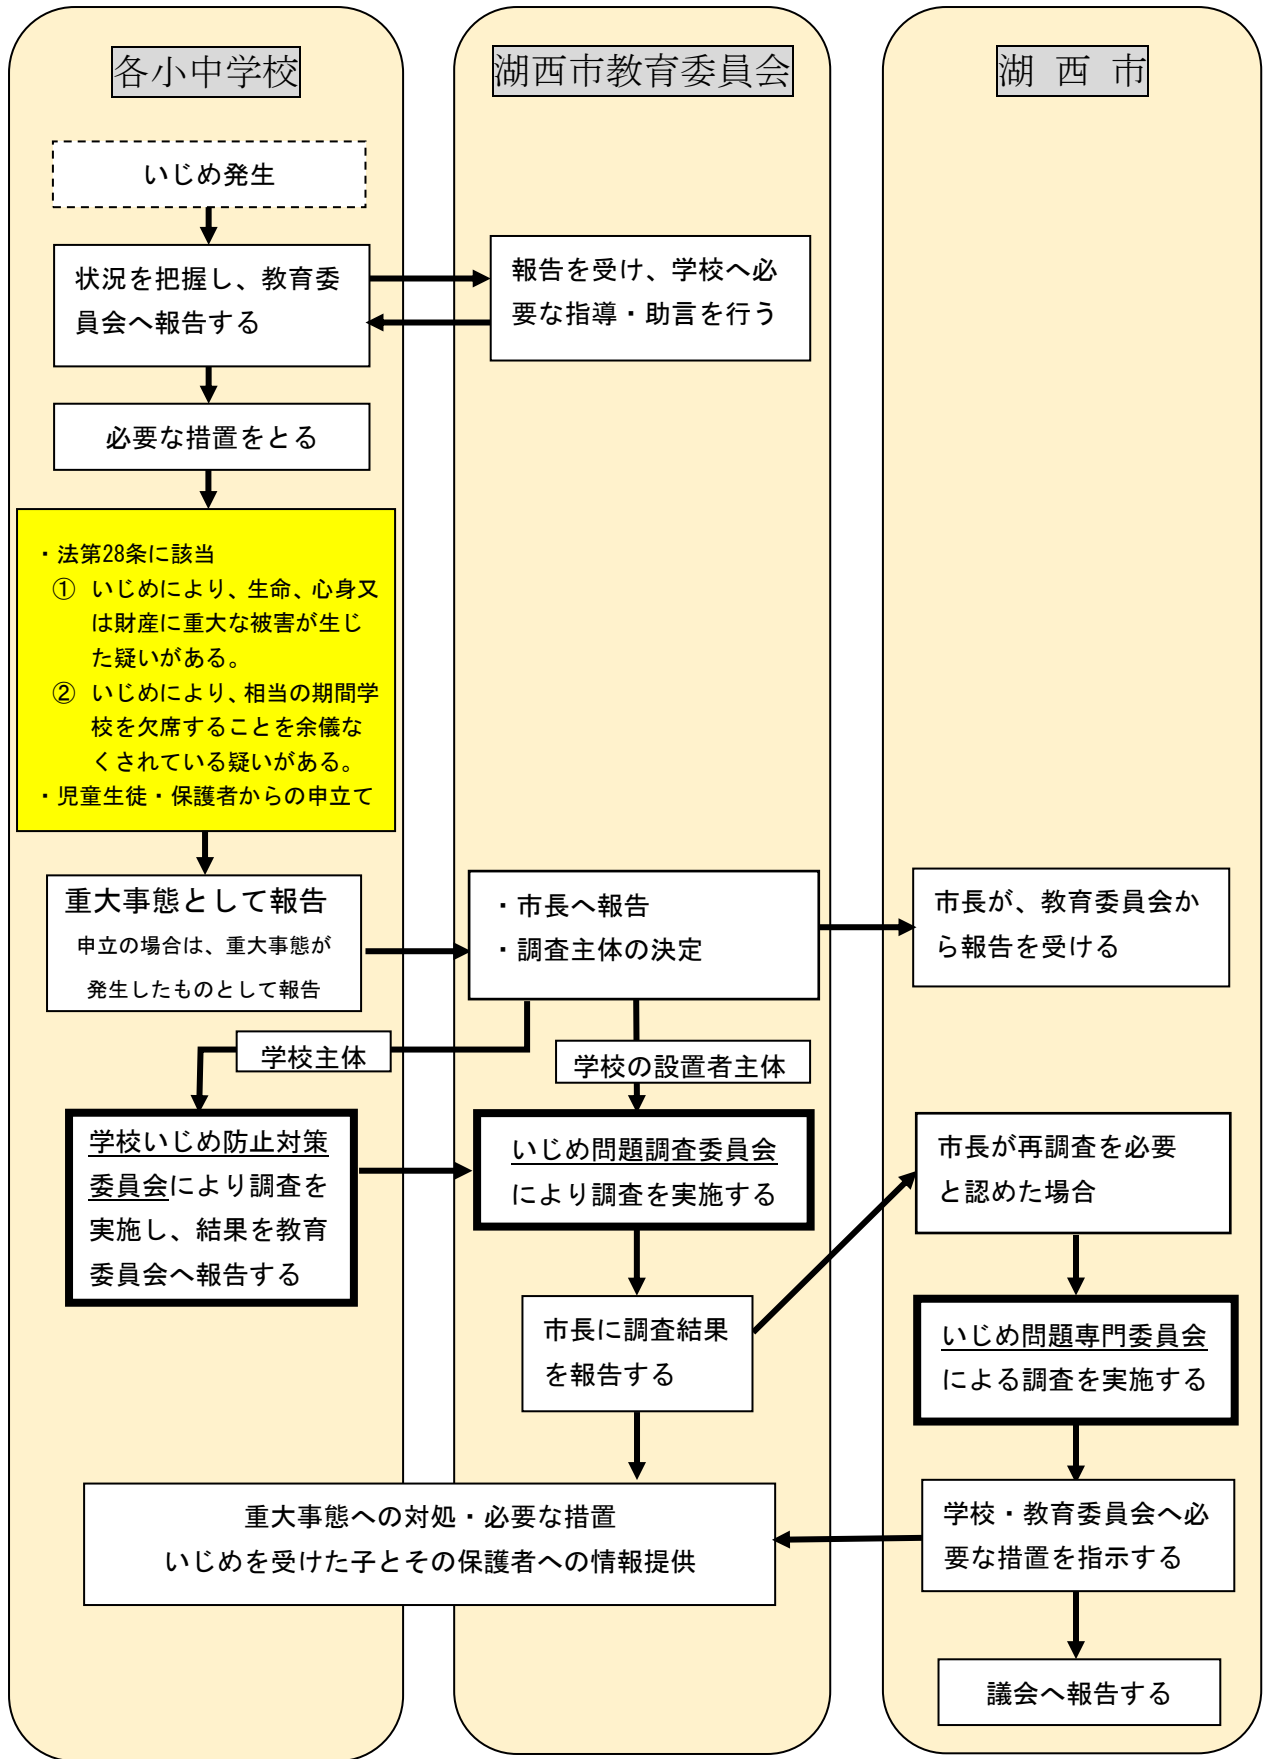 各小中学校
湖西市教育委員会
湖 西 市
いじめ発生
状況を把握し、教育委
員会へ報告する
報告を受け、学校へ必
要な指導・助言を行う
必要な措置をとる
・法第28条に該当
① いじめにより、生命、心身又
は財産に重大な被害が生じ
た疑いがある。
② いじめにより、相当の期間学
校を欠席することを余儀な
くされている疑いがある。
・児童生徒・保護者からの申立て
重大事態として報告
申立の場合は、重大事態が
発生したものとして報告
・市長へ報告
・調査主体の決定
市長が、教育委員会か
ら報告を受ける
学校主体
学校の設置者主体
学校いじめ防止対策
委員会により調査を
実施し、結果を教育
委員会へ報告する
いじめ問題調査委員会
により調査を実施する
市長が再調査を必要
と認めた場合
市長に調査結果
を報告する
いじめ問題専門委員会
による調査を実施する
重大事態への対処・必要な措置
いじめを受けた子とその保護者への情報提供
学校・教育委員会へ必
要な措置を指示する
議会へ報告する